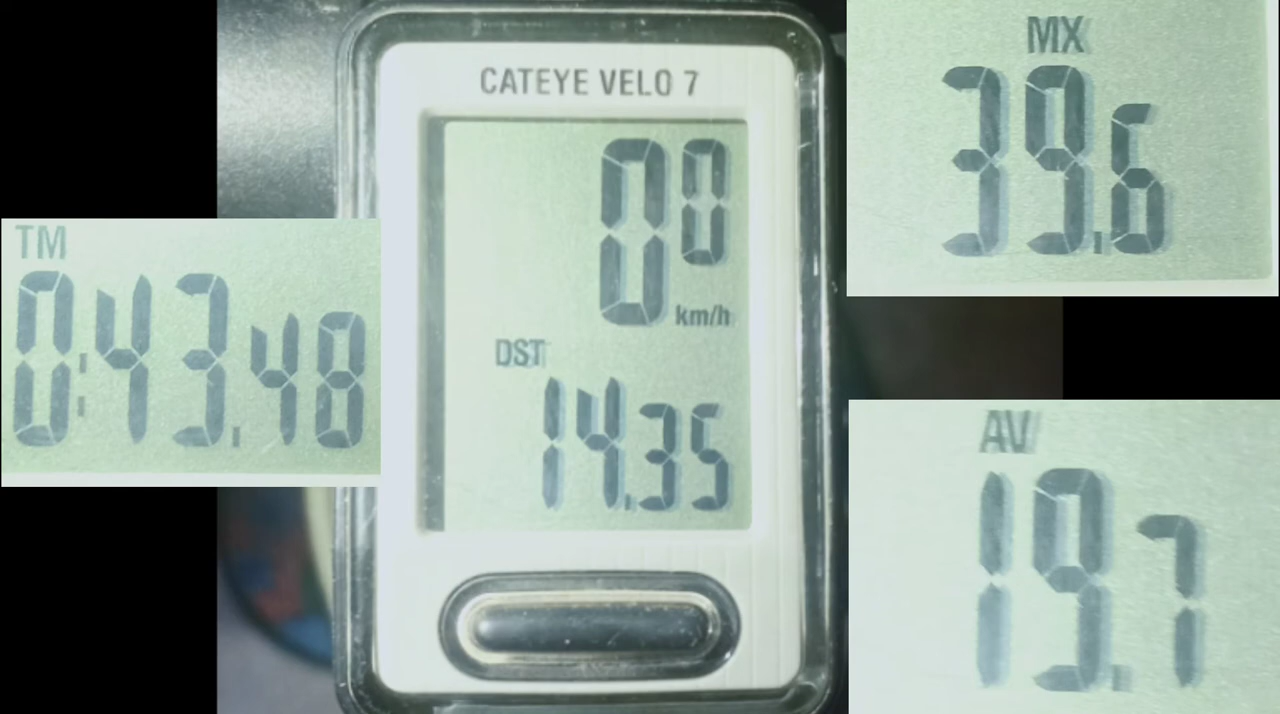 CATEYE VELO 7
0.0
km/h
DST
14.35
TM
0:43.48
MX
39.6
AV
19.7